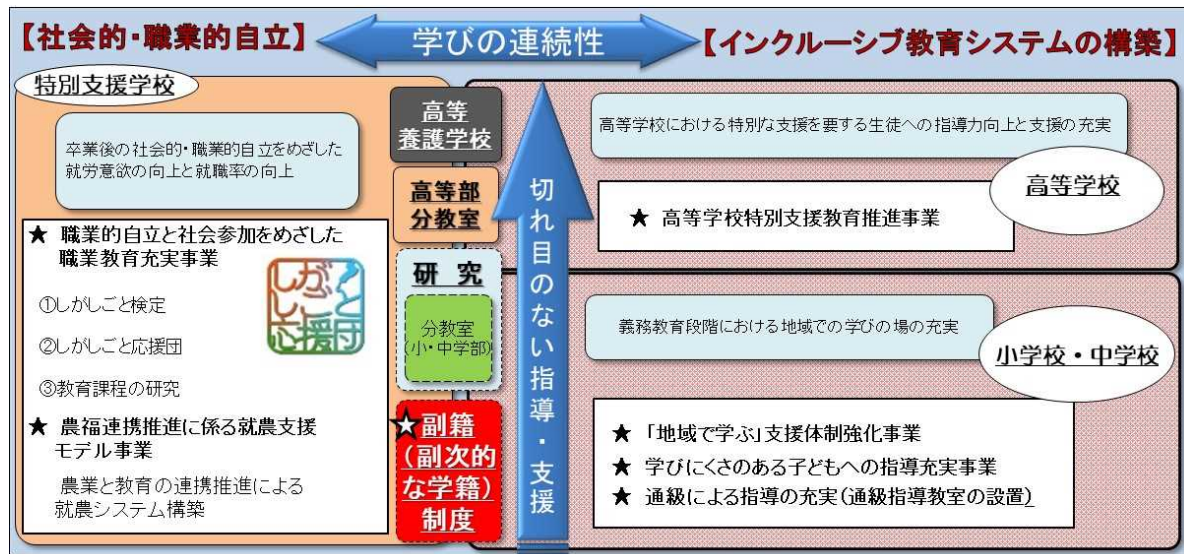 【社会的・職業的自立】
学びの連続性
【インクルーシブ教育システムの構築】
特別支援学校
卒業後の社会的・職業的自立をめざした
就労意欲の向上と就職率の向上
★ 職業的自立と社会参加をめざした
職業教育充実事業
①しがしごと検定
②しがしごと応援団
③教育課程の研究
しがしごと応援団
★ 農福連携推進に係る就農支援
モデル事業
農業と教育の連携推進による
就農システム構築
高等
養護学校
高等部
分教室
研 究
分教室
(小・中学部)
☆副籍
(副次的
な学籍)
制度
切れ目のない指導・支援
高等学校における特別な支援を要する生徒への指導力向上と支援の充実
高等学校
★ 高等学校特別支援教育推進事業
義務教育段階における地域での学びの場の充実
小学校・中学校
★ 「地域で学ぶ」支援体制強化事業
★ 学びにくさのある子どもへの指導充実事業
★ 通級による指導の充実(通級指導教室の設置)